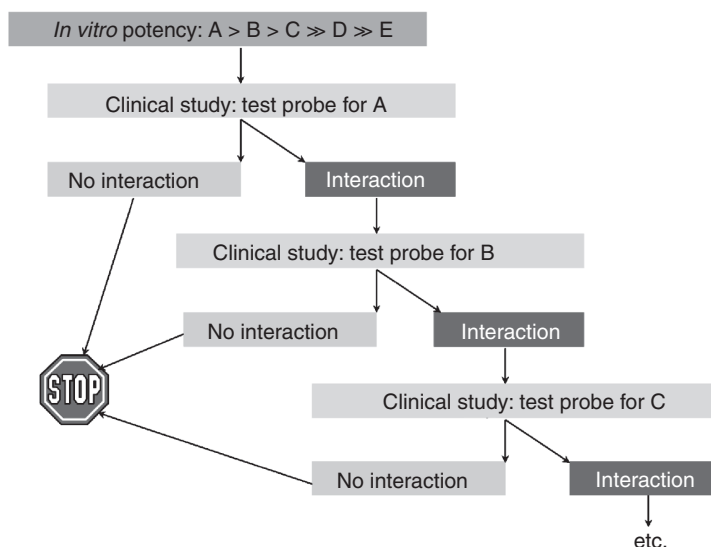 In vitro potency: A > B > C ≫ D ≫ E
Clinical study: test probe for A
No interaction
Interaction
Clinical study: test probe for B
No interaction
Interaction
STOP
Clinical study: test probe for C
No interaction
Interaction
etc.